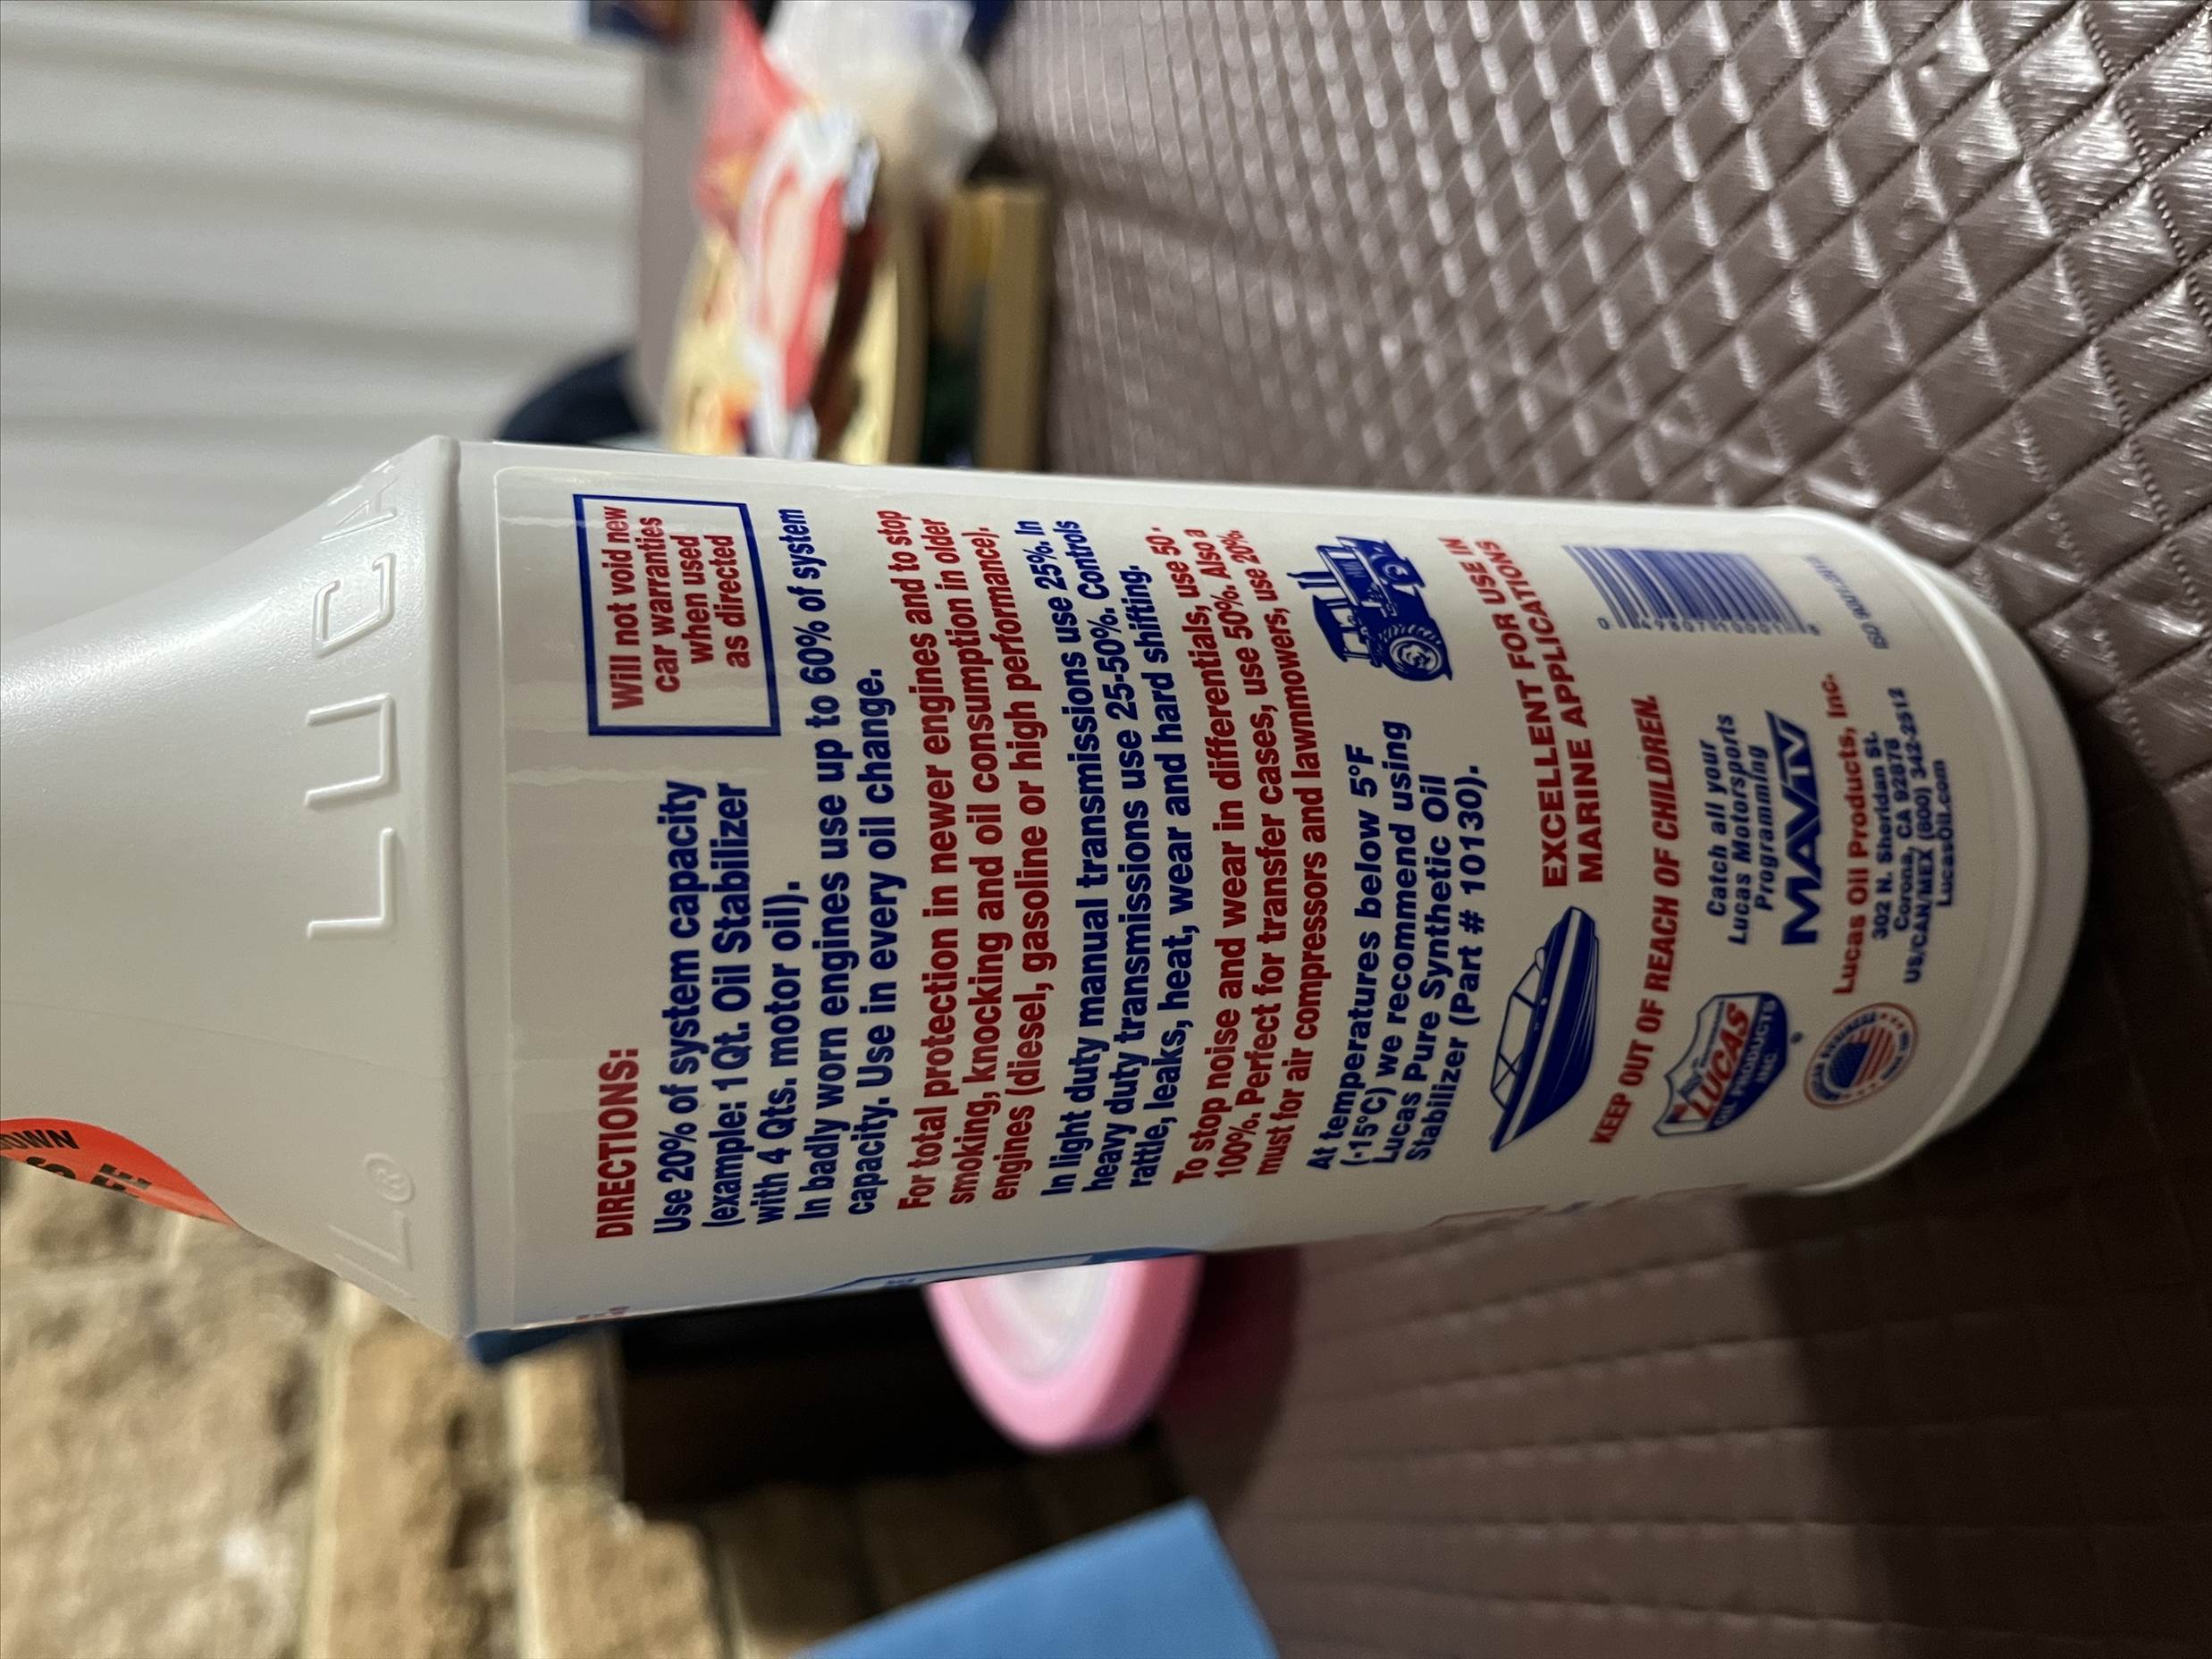 LUCA
DIRECTIONS:
Use 20% of system capacity
(example: 1 Qt. Oil Stabilizer
with 4 Qts. motor oil).
Will not void new
car warranties
when used
as directed
In badly worn engines use up to 60% of system
capacity. Use in every oil change.
For total protection in newer engines and to stop
smoking, knocking and oil consumption in older
engines (diesel, gasoline or high performance).
In light duty manual transmissions use 25%. In
heavy duty transmissions use 25-50%. Controls
rattle, leaks, heat, wear and hard shifting.
To stop noise and wear in differentials, use 50-
100%. Perfect for transfer cases, use 50%. Also a
must for air compressors and lawnmowers, use 20%.
At temperatures below 5°F
(-15°C) we recommend using
Lucas Pure Synthetic Oil
Stabilizer (Part # 10130).
EXCELLENT FOR USE IN
MARINE APPLICATIONS
KEEP OUT OF REACH OF CHILDREN.
LUCAS
OIL PRODUCTS
INC.
®
Catch all your
Lucas Motorsports
Programming
MAVTV
Lucas Oil Products, Inc.
302 N. Sheridan St.
Corona, CA 92878
US/CAN/MEX (800) 342-2512
LucasOil.com